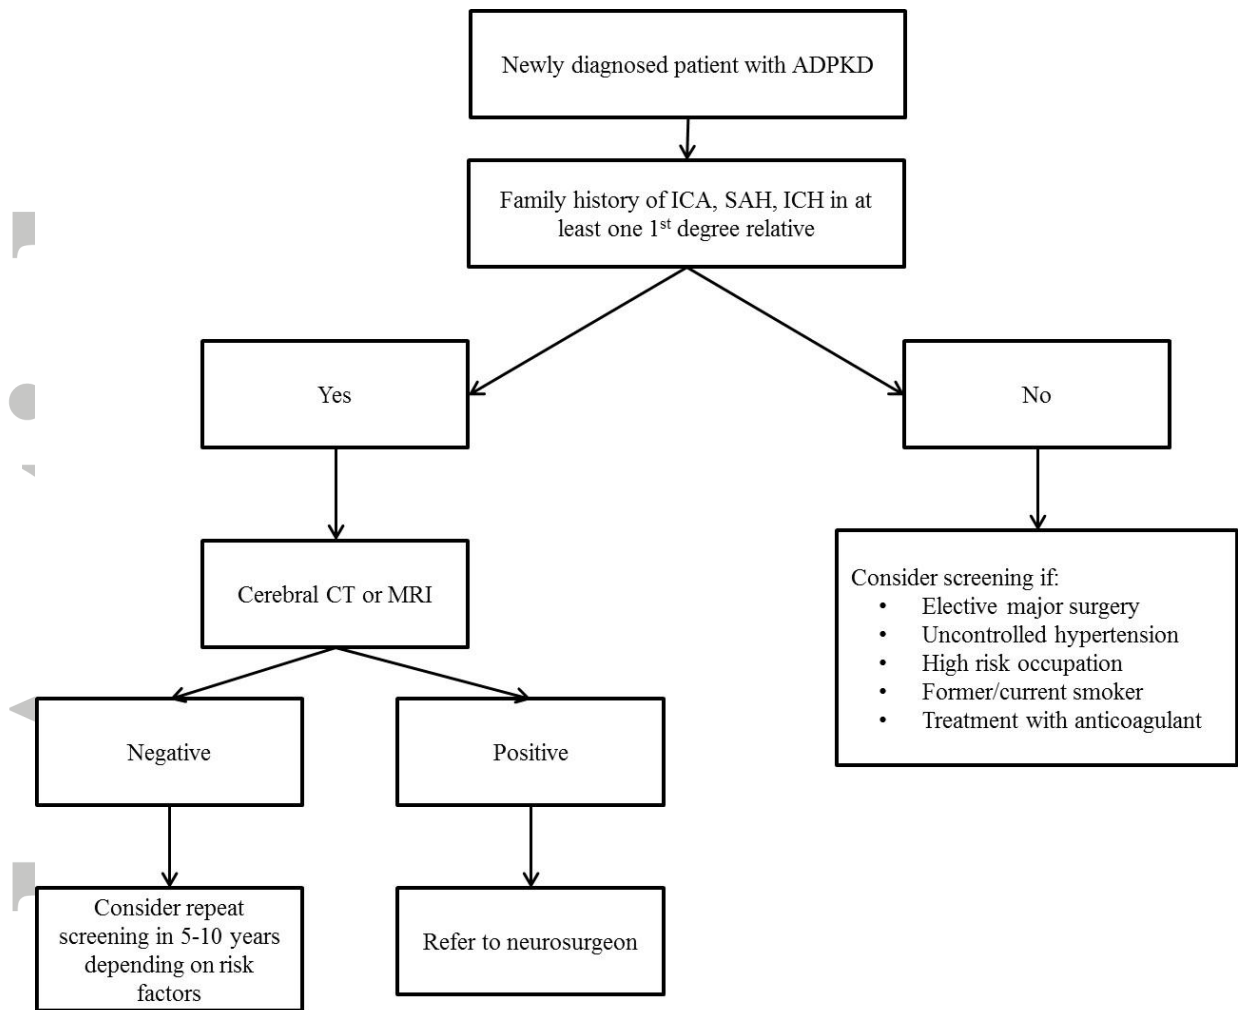 Newly diagnosed patient with ADPKD
Family history of ICA, SAH, ICH in at
least one 1st degree relative
Yes
No
Cerebral CT or MRI
Consider screening if:
• Elective major surgery
• Uncontrolled hypertension
• High risk occupation
• Former/current smoker
• Treatment with anticoagulant
Negative
Positive
Consider repeat
screening in 5-10 years
depending on risk
factors
Refer to neurosurgeon